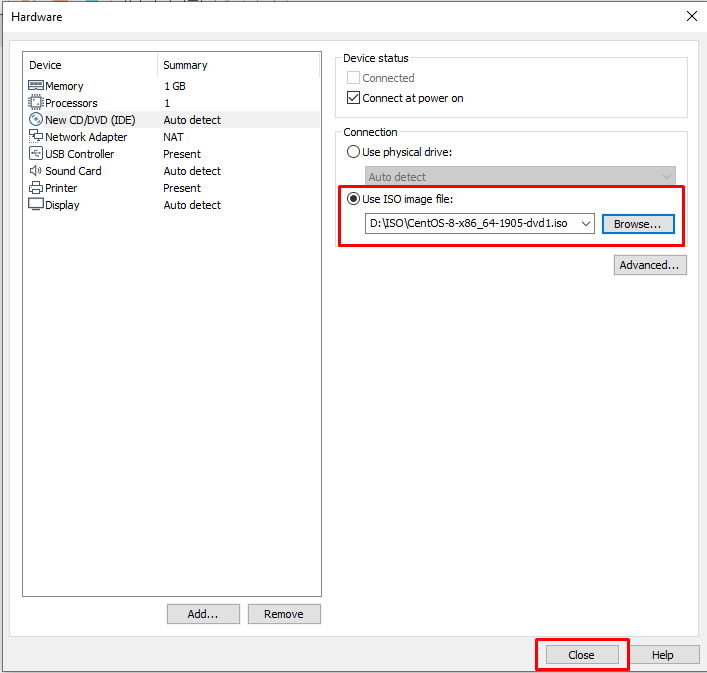 Hardware
Device Summary
Memory 1 GB
Processors 1
New CD/DVD (IDE) Auto detect
Network Adapter NAT
USB Controller Present
Sound Card Auto detect
Printer Present
Display Auto detect
Add... Remove
Device status
Connected
Connect at power on
Connection
Use physical drive:
Auto detect
Use ISO image file:
D:\ISO\CentOS-8-x86_64-1905-dvd1.iso Browse...
Advanced...
Close Help